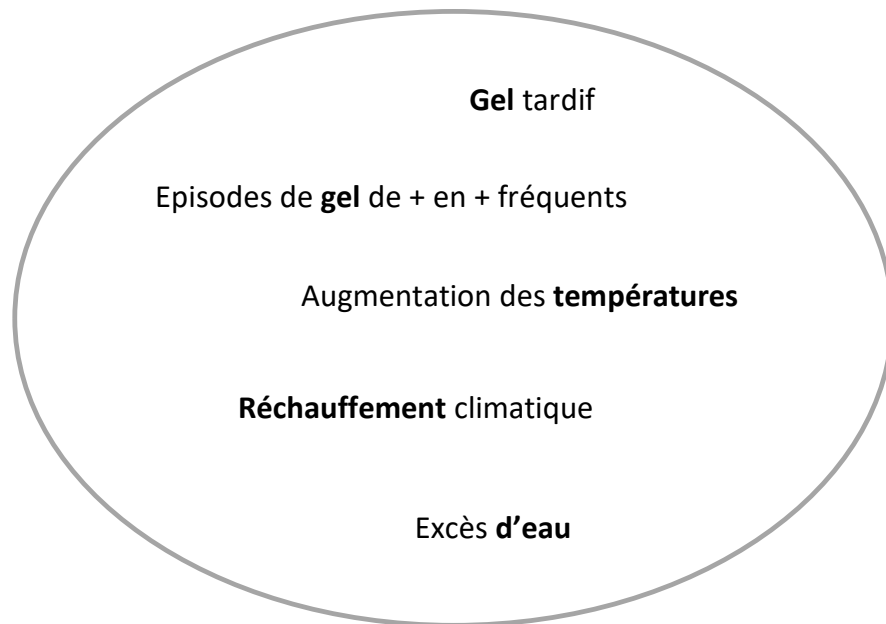 Gel tardif
Episodes de gel de + en + fréquents
Augmentation des températures
Réchauffement climatique
Excès d’eau